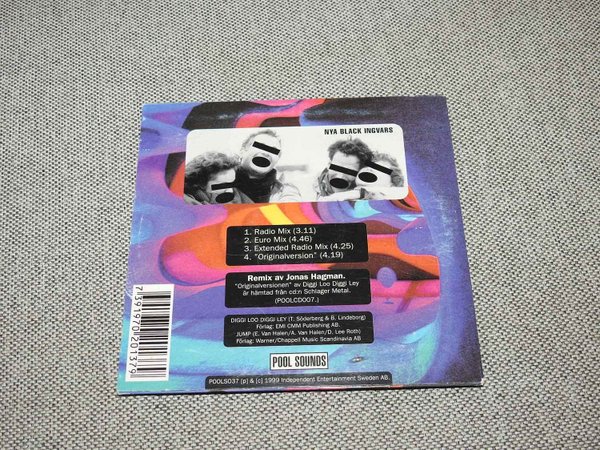 NYA BLACK INGVARS
1. Radio Mix (3.11)
2. Euro Mix (4.46)
3. Extended Radio Mix (4.25)
4. "Originalversion" (4.19)
Remix av Jonas Hagman.
"Originalversionen" av Diggi Loo Diggi Ley
är hämtad från cd:n Schlager Metal.
(POOLCD007.)
DIGGI LOO DIGGI LEY (T. Söderberg & B. Lindeborg)
Förlag: EMI CMM Publishing AB.
JUMP (E. Van Halen/A. Van Halen/D. Lee Roth)
Förlag: Warner/Chappell Music Scandinavia AB
POOL SOUNDS
POOLS037 [p] & [c] 1999 Independent Entertainment Sweden AB.
7391970201379